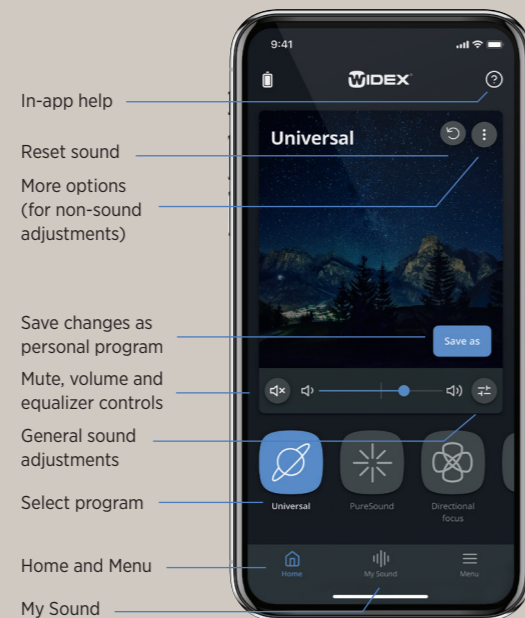 9:41
WIDEX
In-app help
Universal
Reset sound
More options
(for non-sound
adjustments)
Save changes as
personal program
Save as
Mute, volume and
equalizer controls
General sound
adjustments
Select program
Universal
PureSound
Directional
focus
Home and Menu
Home
My Sound
Menu
My Sound